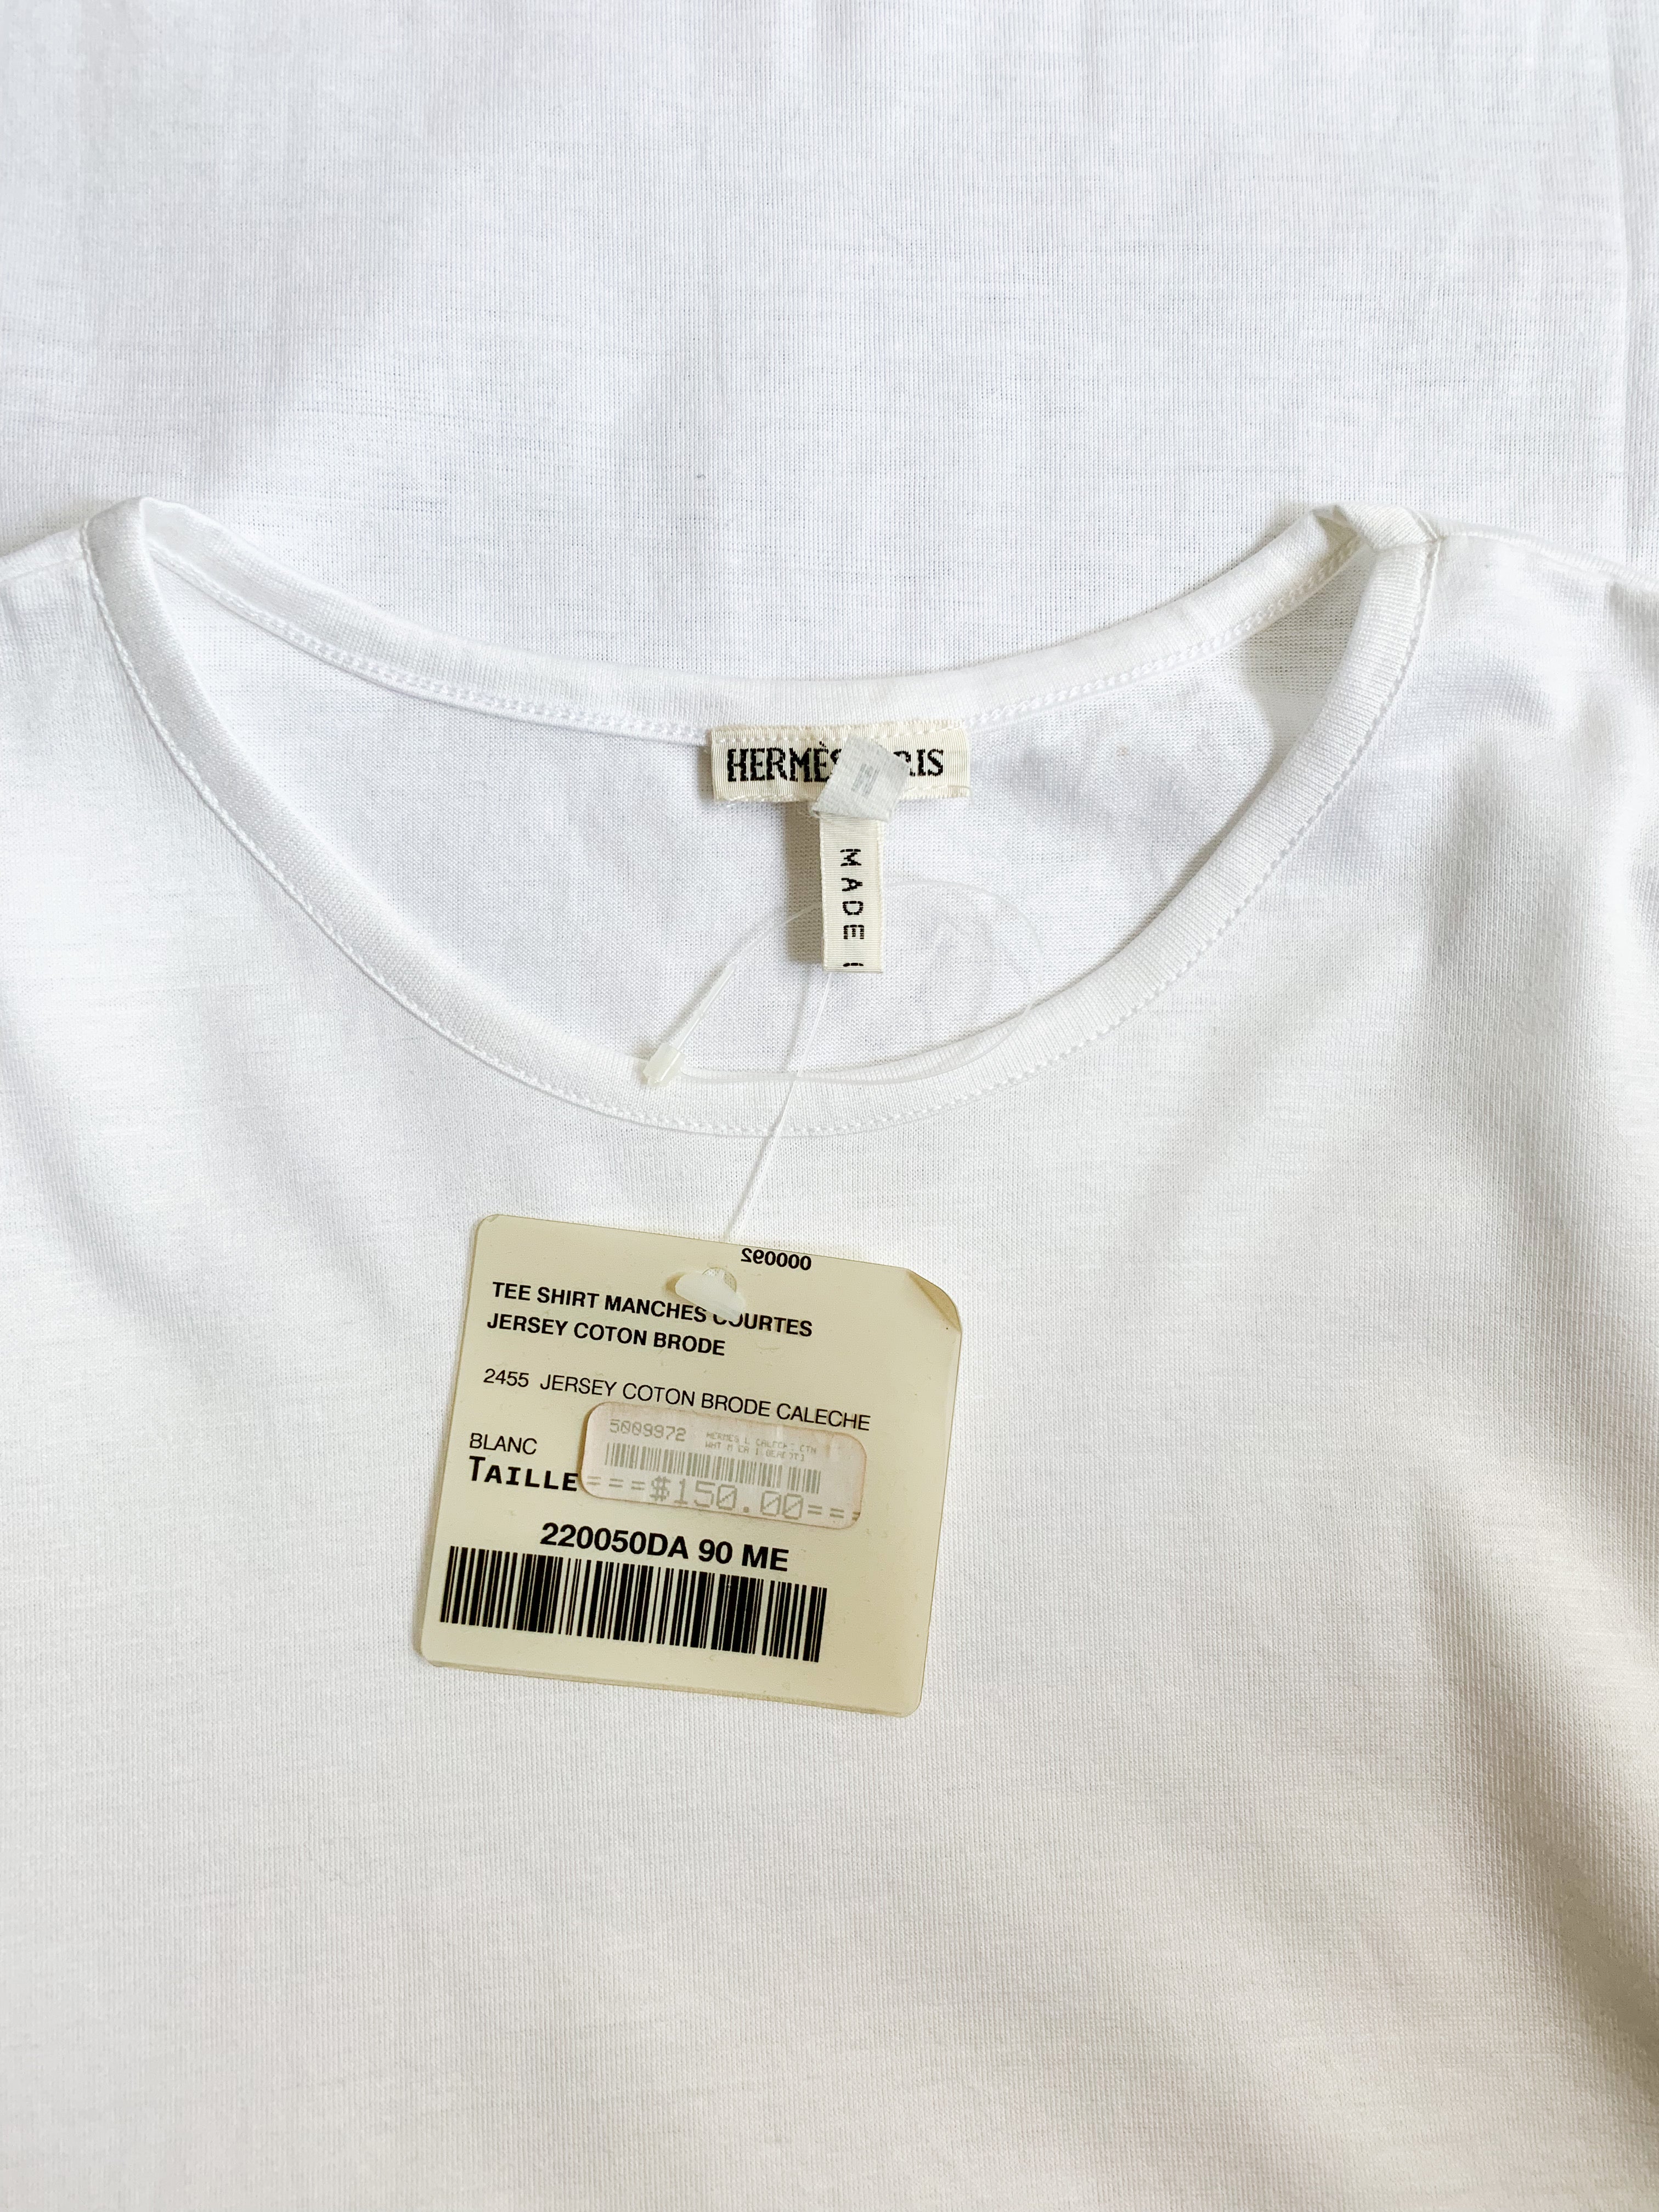 HERMÈS
MADE
000092
TEE SHIRT MANCHES COURTES
JERSEY COTON BRODE
2455 JERSEY COTON BRODE CALECHE
5009972
BLANC
TAILLE
===$150.00===
220050DA 90 ME